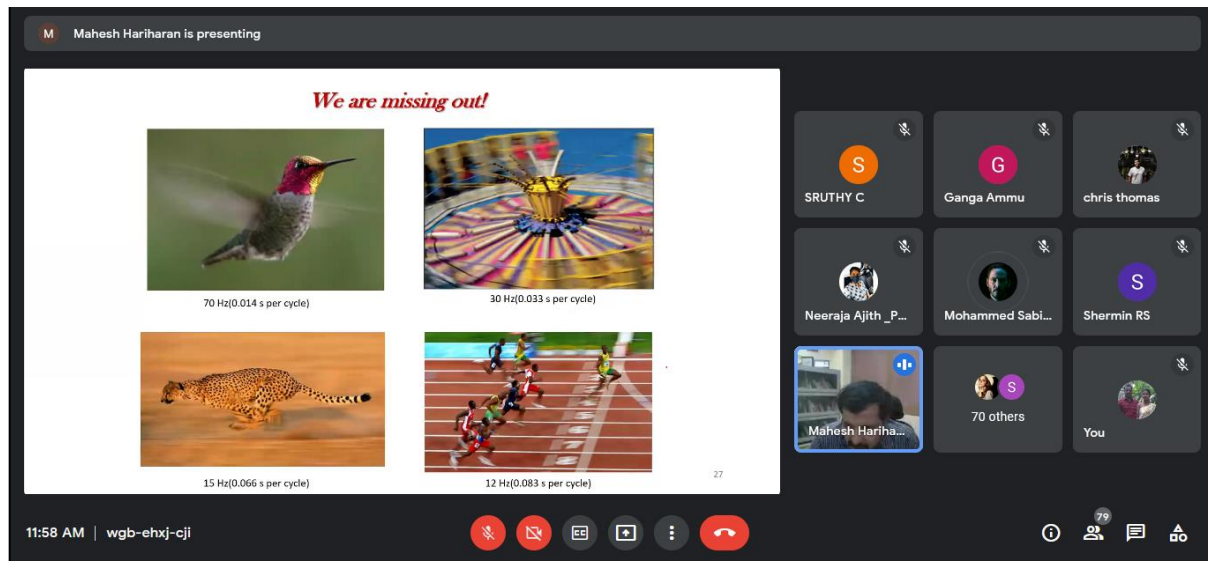 M Mahesh Hariharan is presenting
We are missing out!
70 Hz(0.014 s per cycle)
30 Hz(0.033 s per cycle)
15 Hz(0.066 s per cycle)
12 Hz(0.083 s per cycle)
27
S
SRUTHY C
G
Ganga Ammu
chris thomas
Neeraja Ajith _P...
Mohammed Sabi...
S
Shermin RS
Mahesh Hariha...
S
70 others
You
11:58 AM | wgb-ehxj-cji
CC
79